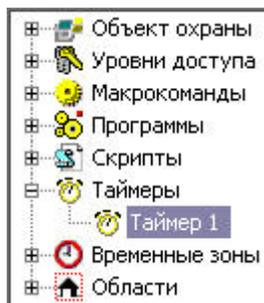 Объект охраны
Уровни доступа
Макрокоманды
Программы
Скрипты
Таймеры
Таймер 1
Временные зоны
Области